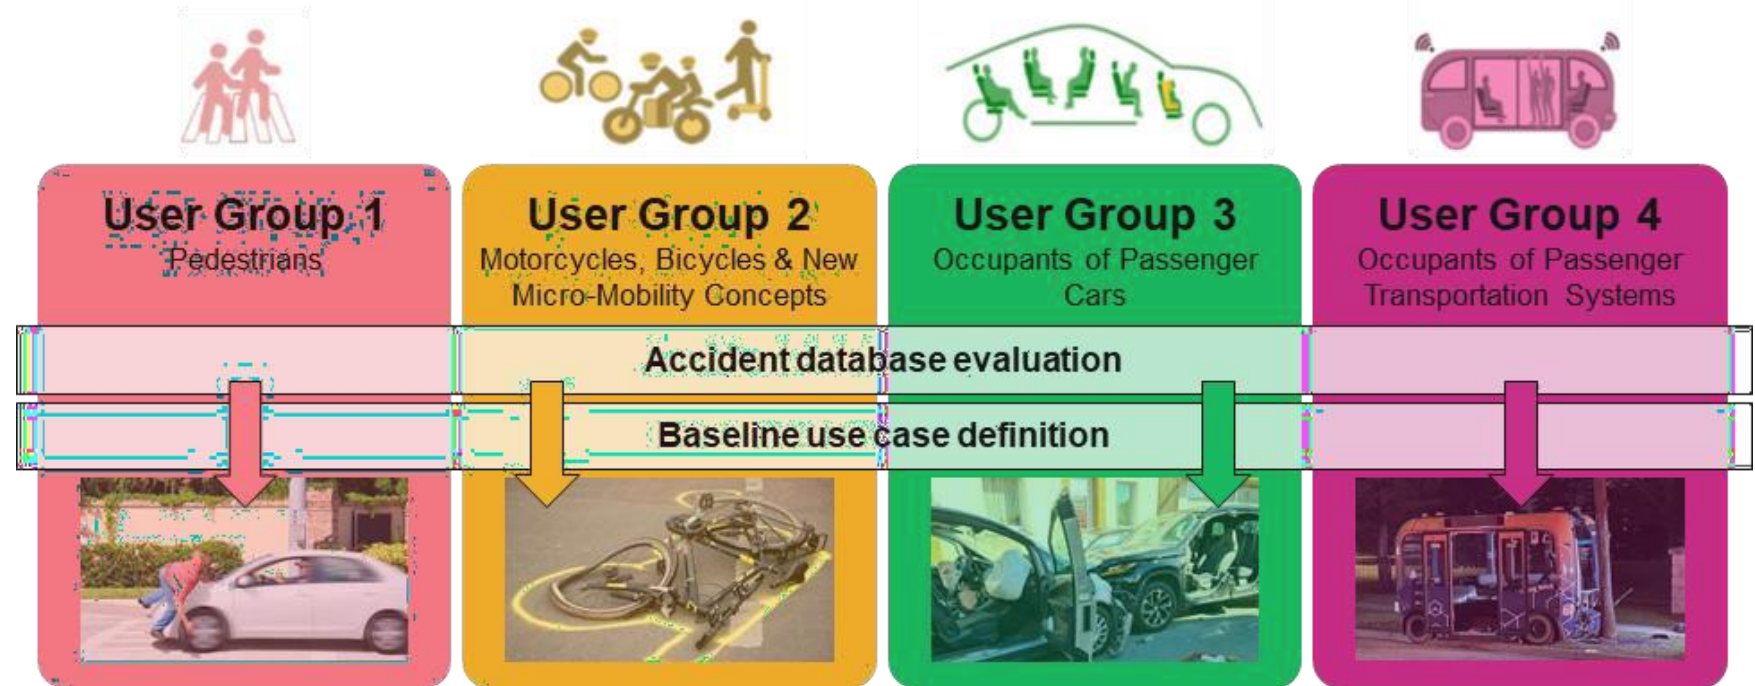 User Group 1
Pedestrians
User Group 2
Motorcycles, Bicycles & New
Micro-Mobility Concepts
User Group 3
Occupants of Passenger
Cars
User Group 4
Occupants of Passenger
Transportation Systems
Accident database evaluation
Baseline use case definition